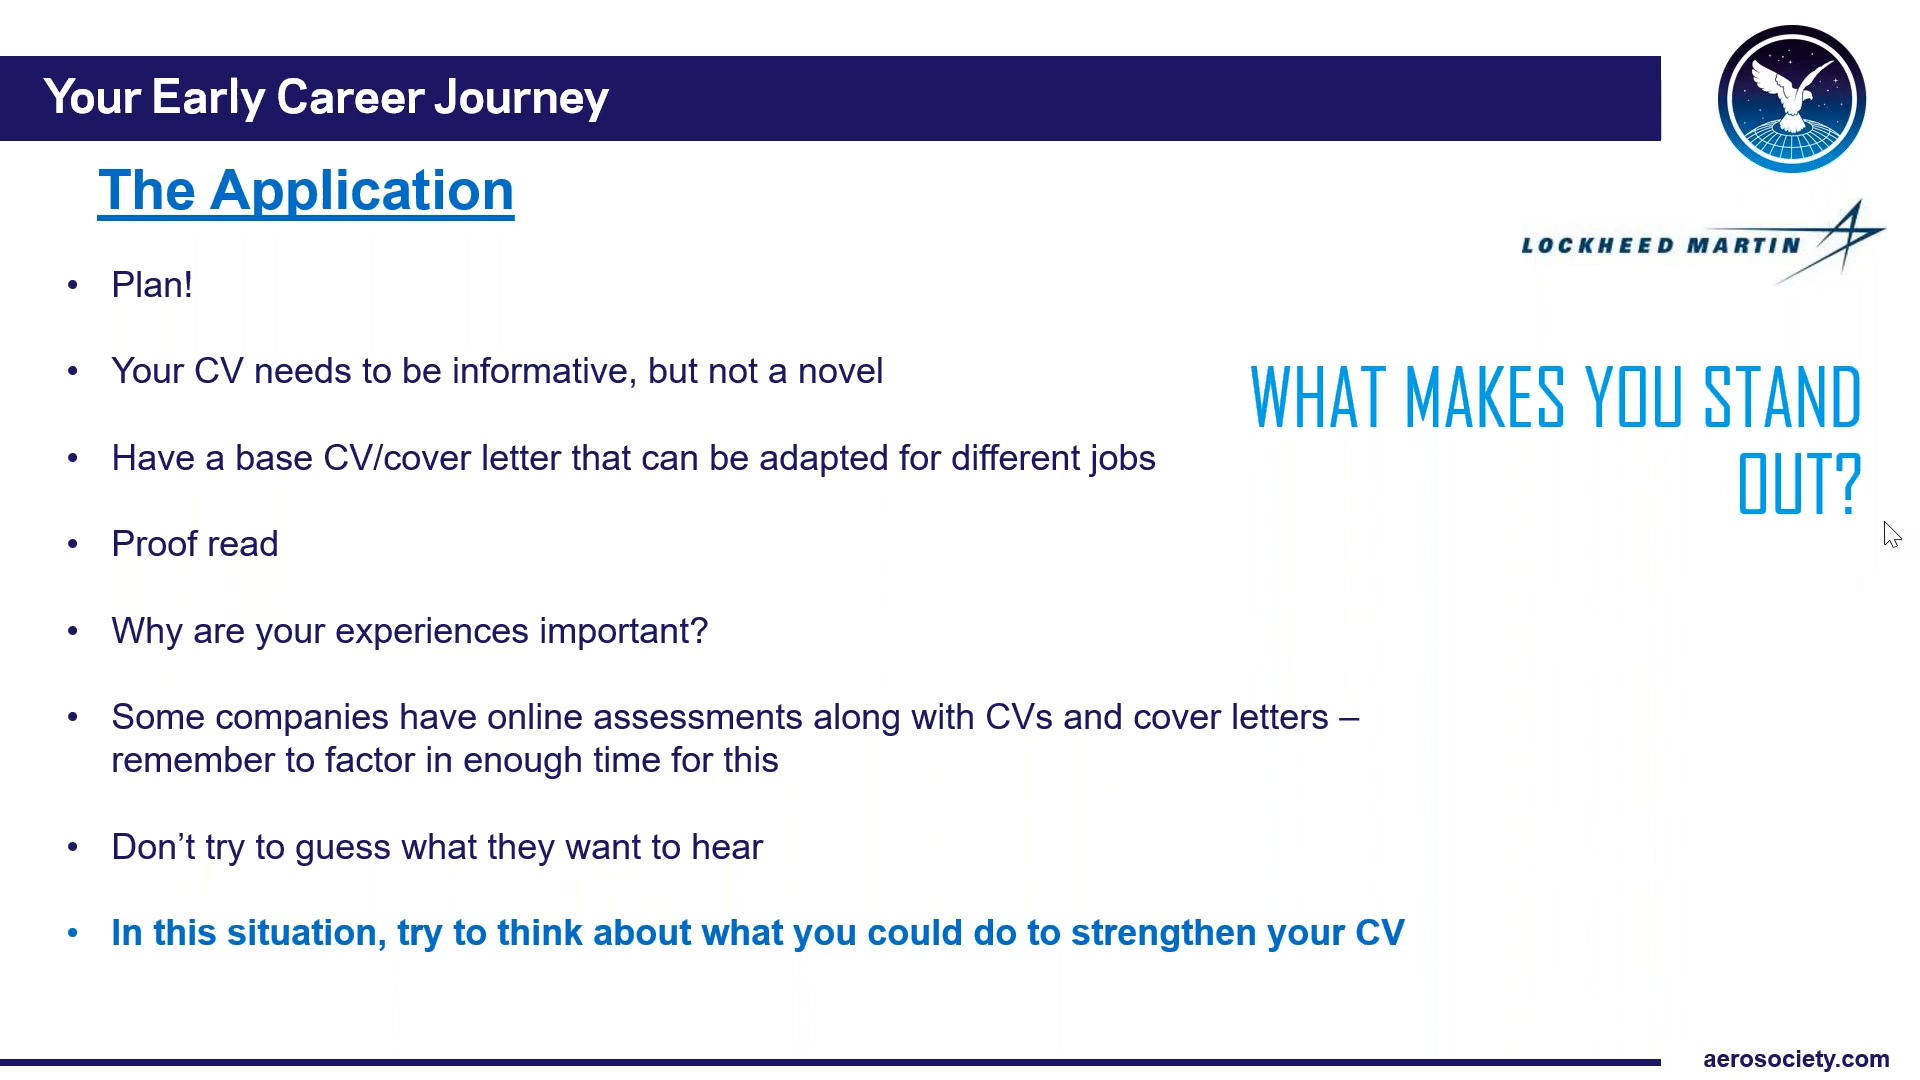 Your Early Career Journey
The Application
LOCKHEED MARTIN
• Plan!
• Your CV needs to be informative, but not a novel
• Have a base CV/cover letter that can be adapted for different jobs
• Proof read
• Why are your experiences important?
• Some companies have online assessments along with CVs and cover letters –
remember to factor in enough time for this
• Don’t try to guess what they want to hear
• In this situation, try to think about what you could do to strengthen your CV
WHAT MAKES YOU STAND
OUT?
aerosociety.com